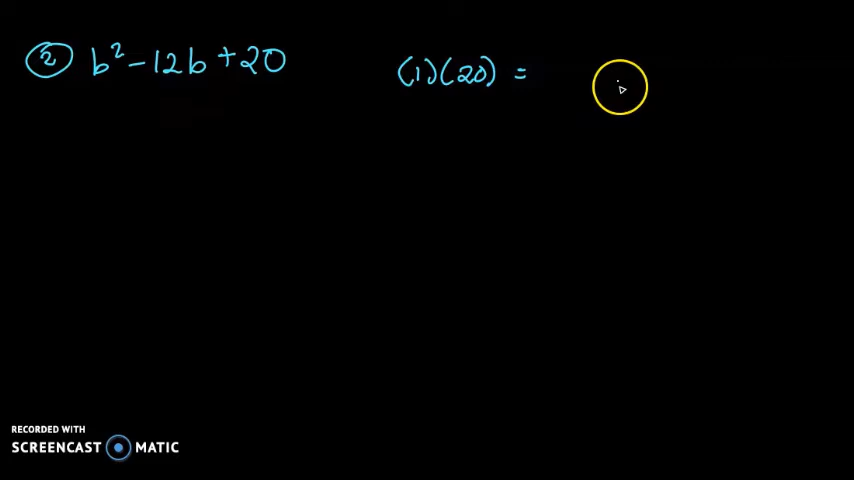 ② b² - 12b + 20 (1)(20) =
RECORDED WITH
SCREENCAST MATIC